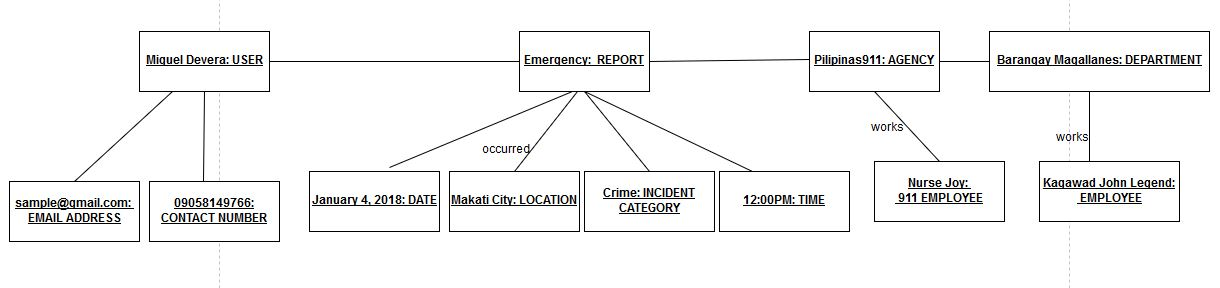 Miguel Devera: USER
Emergency:  REPORT
Pilipinas911: AGENCY
Barangay Magallanes: DEPARTMENT
occurred
works
works
sample@gmail.com:
EMAIL ADDRESS
09058149766:
CONTACT NUMBER
January 4, 2018: DATE
Makati City: LOCATION
Crime: INCIDENT
CATEGORY
12:00PM: TIME
Nurse Joy:
911 EMPLOYEE
Kagawad John Legend:
EMPLOYEE